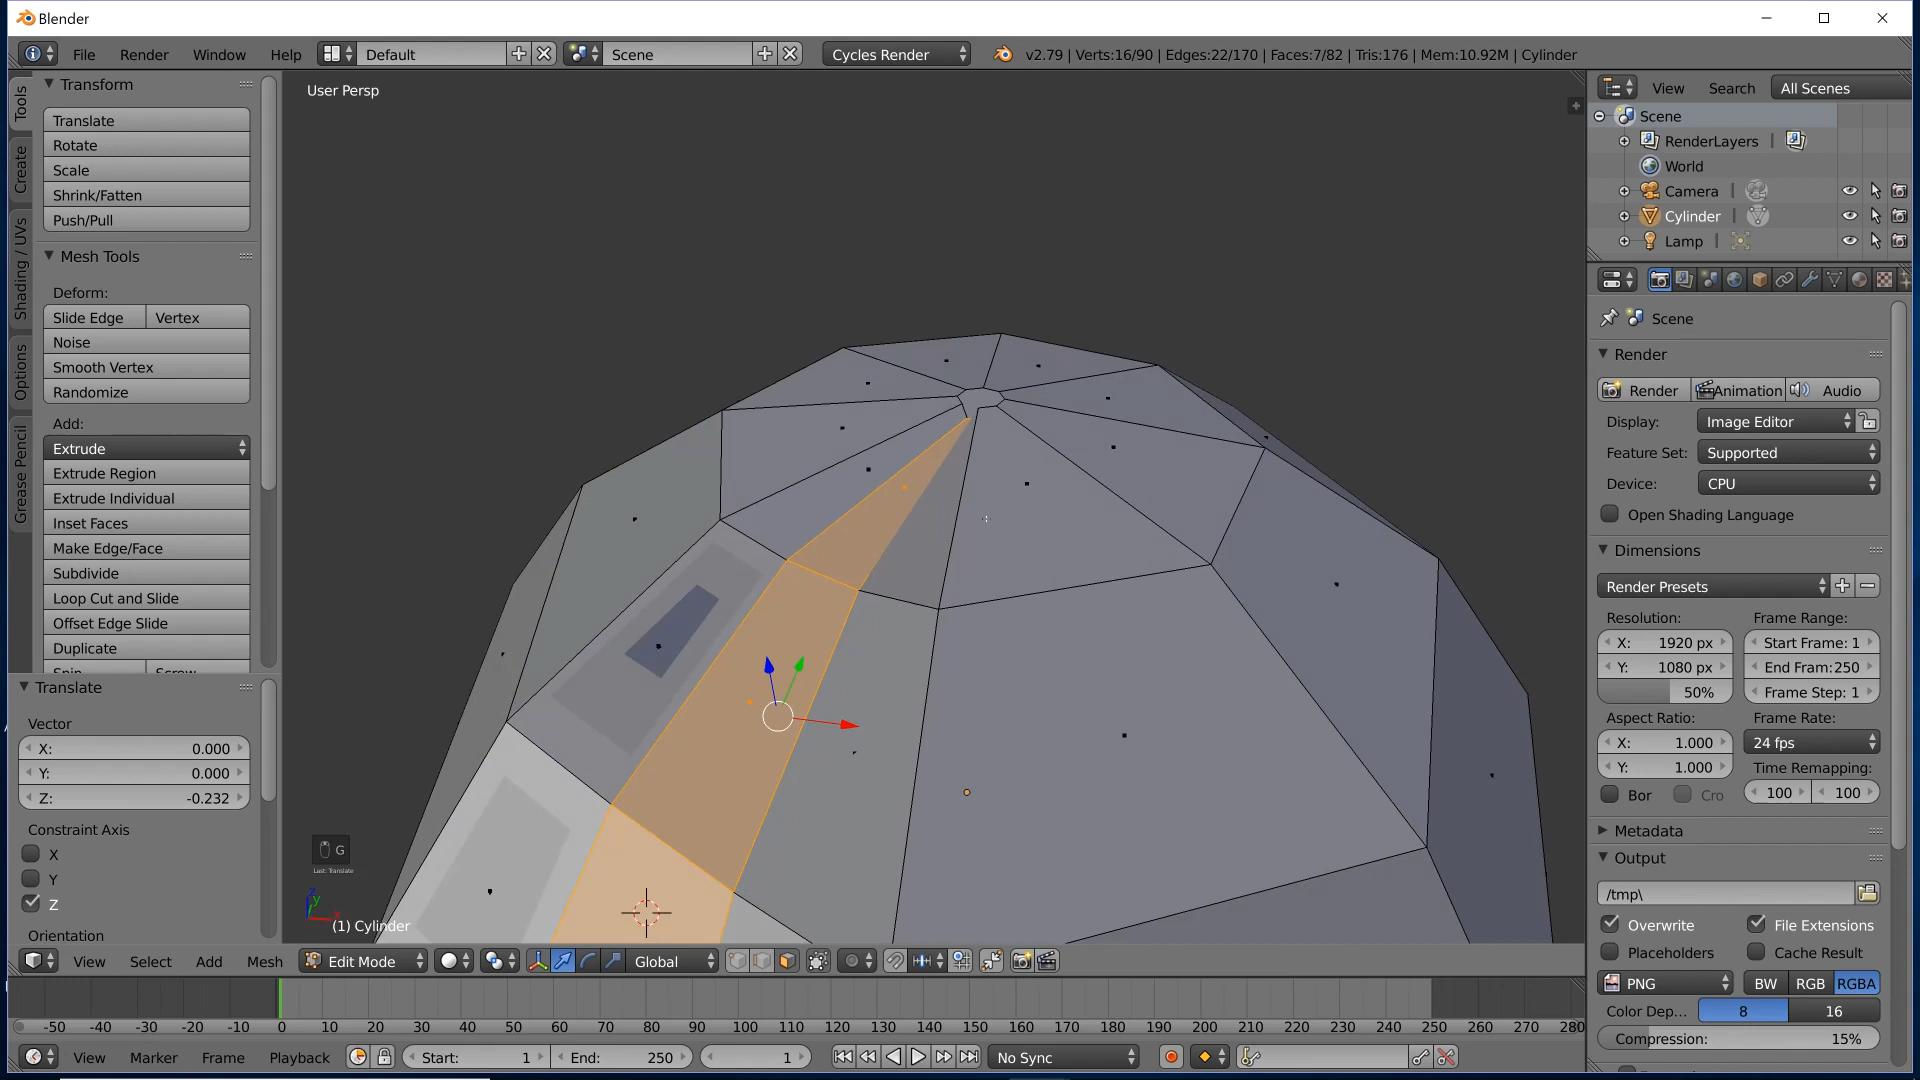 Blender
File Render Window Help Default Scene Cycles Render v2.79 | Verts:16/90 | Edges:22/170 | Faces:7/82 | Tris:176 | Mem:10.92M | Cylinder
Tools
Create
Shading / UVs
Options
Grease Pencil
Transform
Translate
Rotate
Scale
Shrink/Fatten
Push/Pull
Mesh Tools
Deform:
Slide Edge Vertex
Noise
Smooth Vertex
Randomize
Add:
Extrude
Extrude Region
Extrude Individual
Inset Faces
Make Edge/Face
Subdivide
Loop Cut and Slide
Offset Edge Slide
Duplicate
Spin Screw
Translate
Vector
X: 0.000
Y: 0.000
Z: -0.232
Constraint Axis
X
Y
Z
Orientation
User Persp
G
Last: Translate
(1) Cylinder
View Select Add Mesh Edit Mode Global
View Search All Scenes
Scene
RenderLayers
World
Camera
Cylinder
Lamp
Scene
Render
Render Animation Audio
Display: Image Editor
Feature Set: Supported
Device: CPU
Open Shading Language
Dimensions
Render Presets
Resolution: Frame Range:
X: 1920 px Start Frame: 1
Y: 1080 px End Fram:250
50% Frame Step: 1
Aspect Ratio: Frame Rate:
X: 1.000 24 fps
Y: 1.000 Time Remapping:
Bor Cro 100 100
Metadata
Output
/tmp\
Overwrite File Extensions
Placeholders Cache Result
PNG BW RGB RGBA
Color Dep... 8 16
Compression: 15%
-50 -40 -30 -20 -10 0 10 20 30 40 50 60 70 80 90 100 110 120 130 140 150 160 170 180 190 200 210 220 230 240 250 260 270 280
View Marker Frame Playback Start: 1 End: 250 1 No Sync